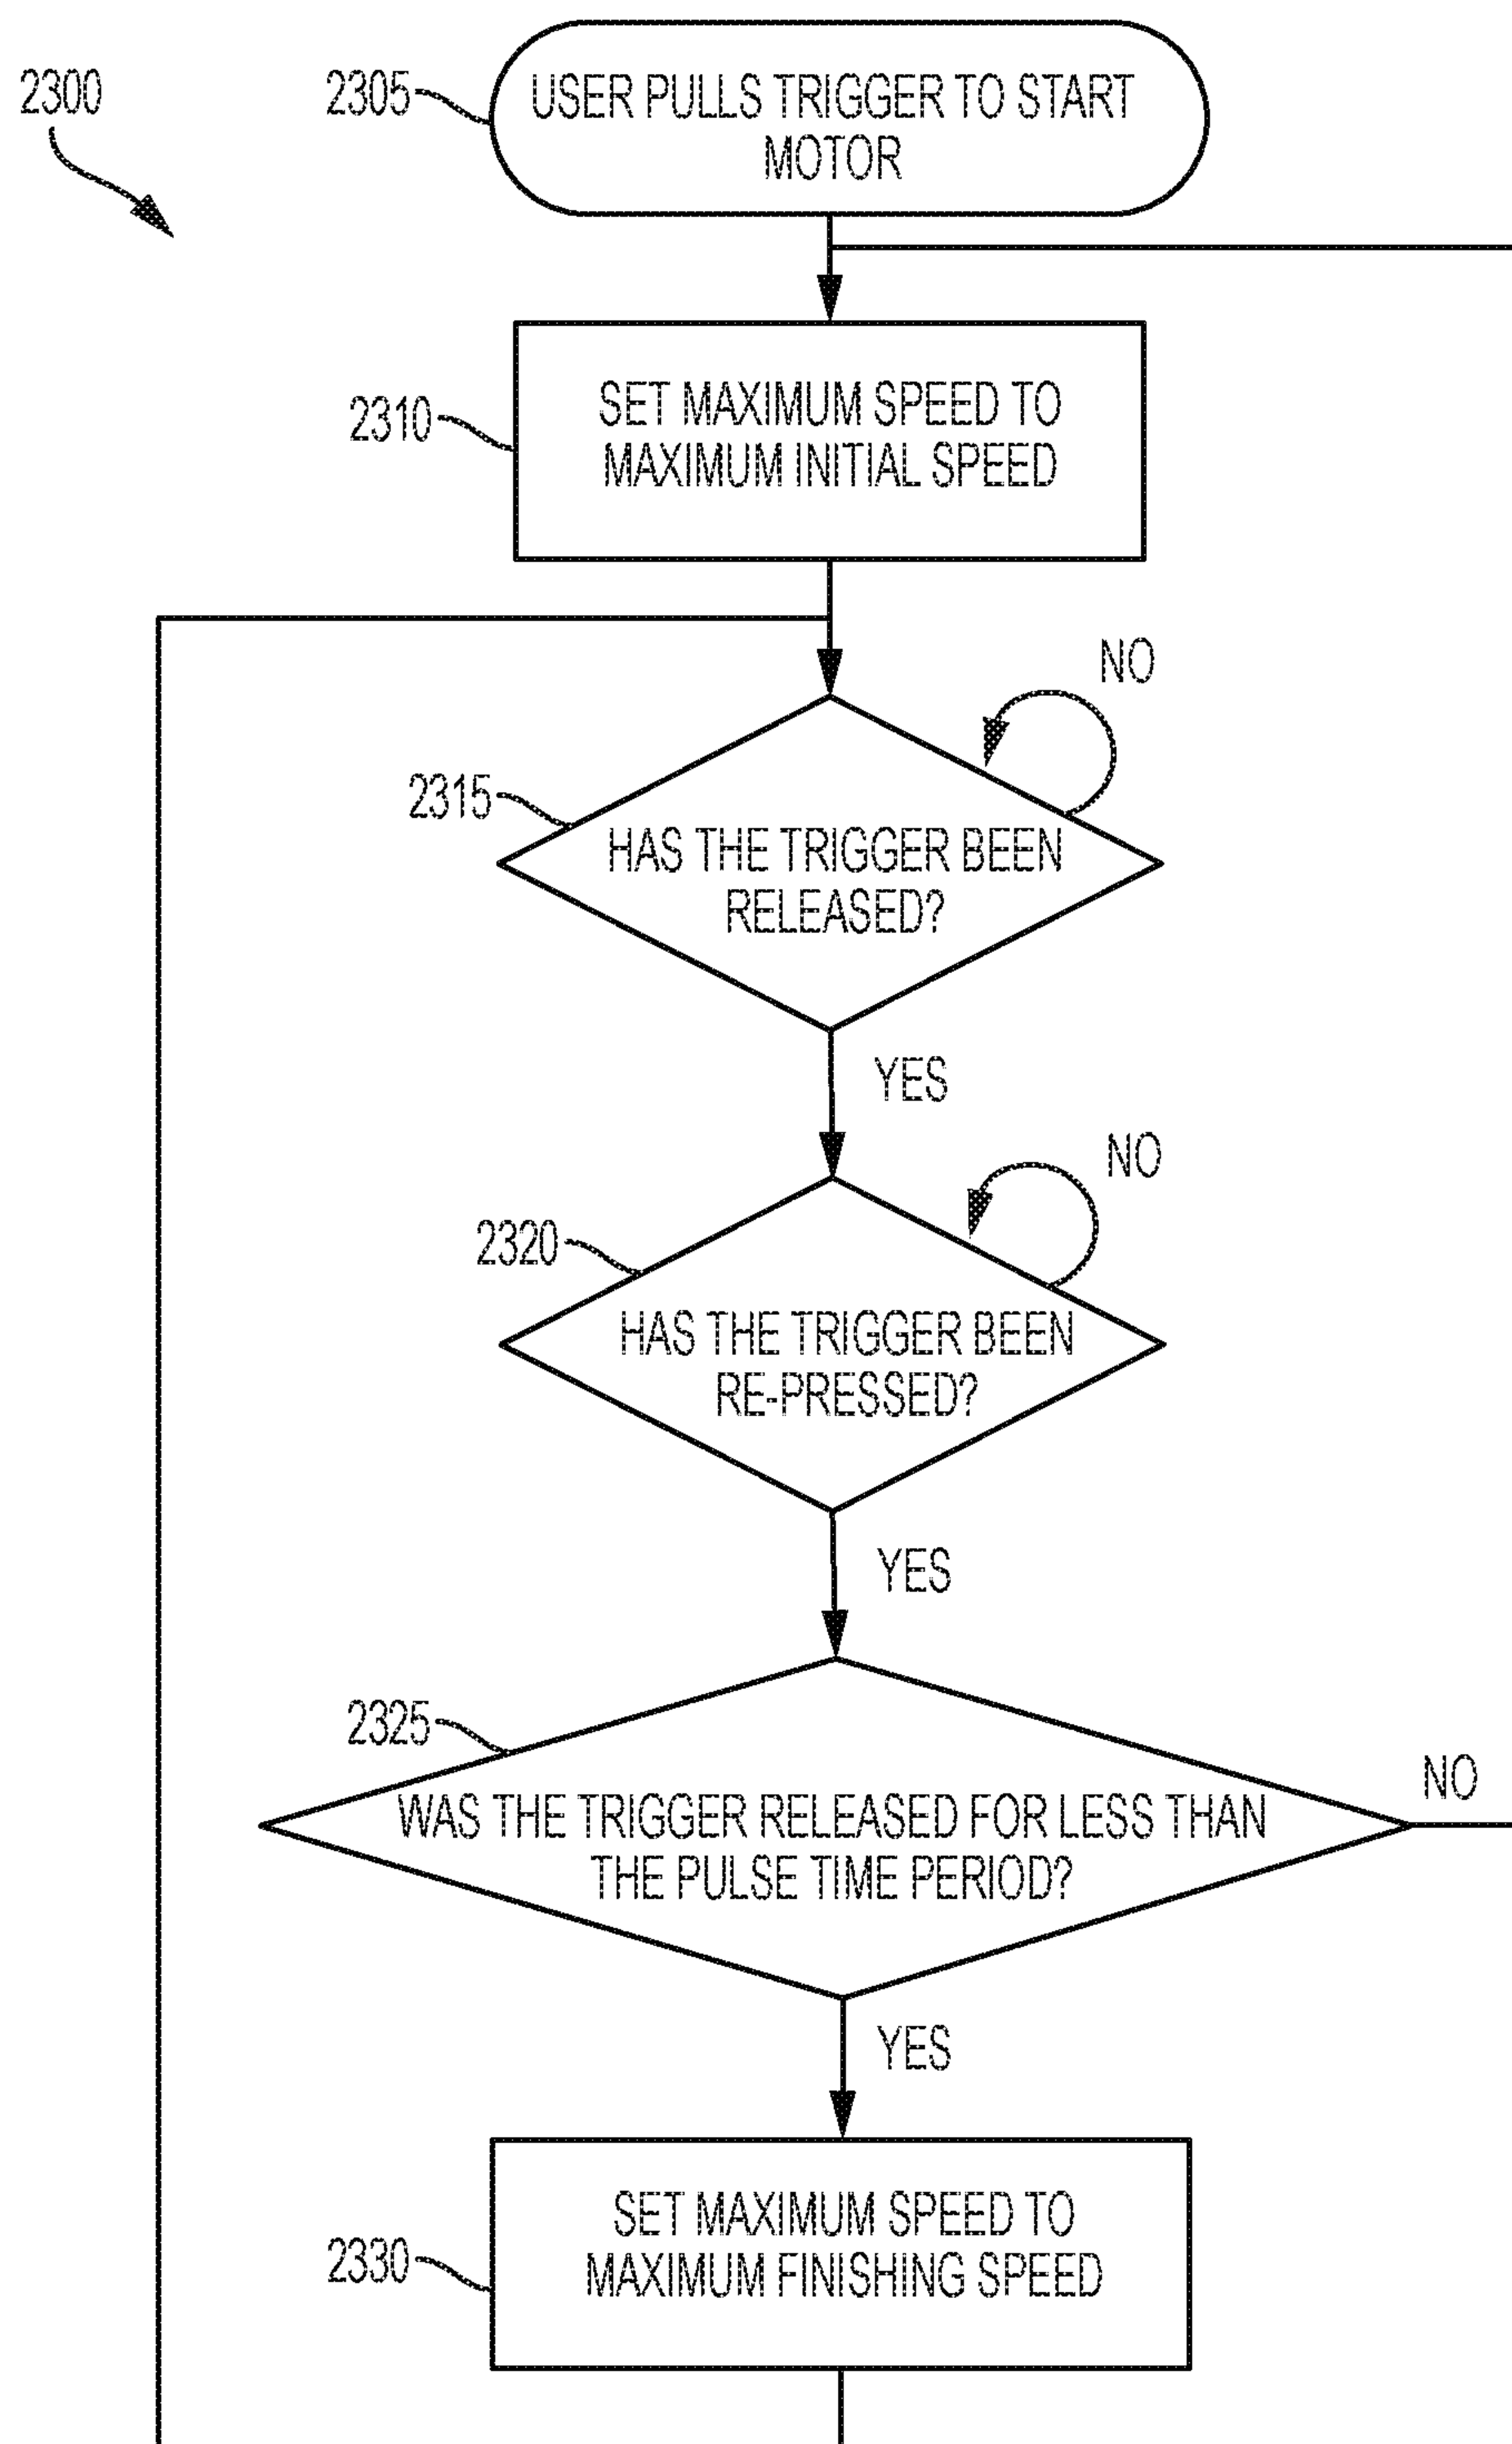 2300
2305
USER PULLS TRIGGER TO START
MOTOR
2310
SET MAXIMUM SPEED TO
MAXIMUM INITIAL SPEED
NO
2315
HAS THE TRIGGER BEEN
RELEASED?
YES
NO
2320
HAS THE TRIGGER BEEN
RE-PRESSED?
YES
2325
NO
WAS THE TRIGGER RELEASED FOR LESS THAN
THE PULSE TIME PERIOD?
YES
2330
SET MAXIMUM SPEED TO
MAXIMUM FINISHING SPEED